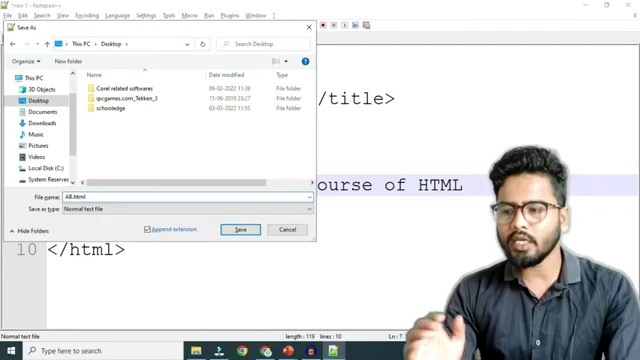 *new 1 - Notepad++
File Edit Search View Encoding Language Settings Tools Macro Run Plugins Window ?
Save As
This PC > Desktop >
Search Desktop
Organize New folder
Name Date modified Type
This PC
3D Objects
Desktop
Documents
Downloads
Music
Pictures
Videos
Local Disk (C:)
System Reserved
Corel related softwares 09-02-2022 11:39 File folder
ipcgames.com_Tekken_3 15-06-2019 23:27 File folder
schooledge 03-03-2022 11:55 File folder
File name: AB.html
Save as type: Normal text file
Hide Folders
Append extension
Save Cancel
/title>
ourse of HTML
10 </html>
Normal text file length : 119 lines : 10 Ln : 7
Type here to search